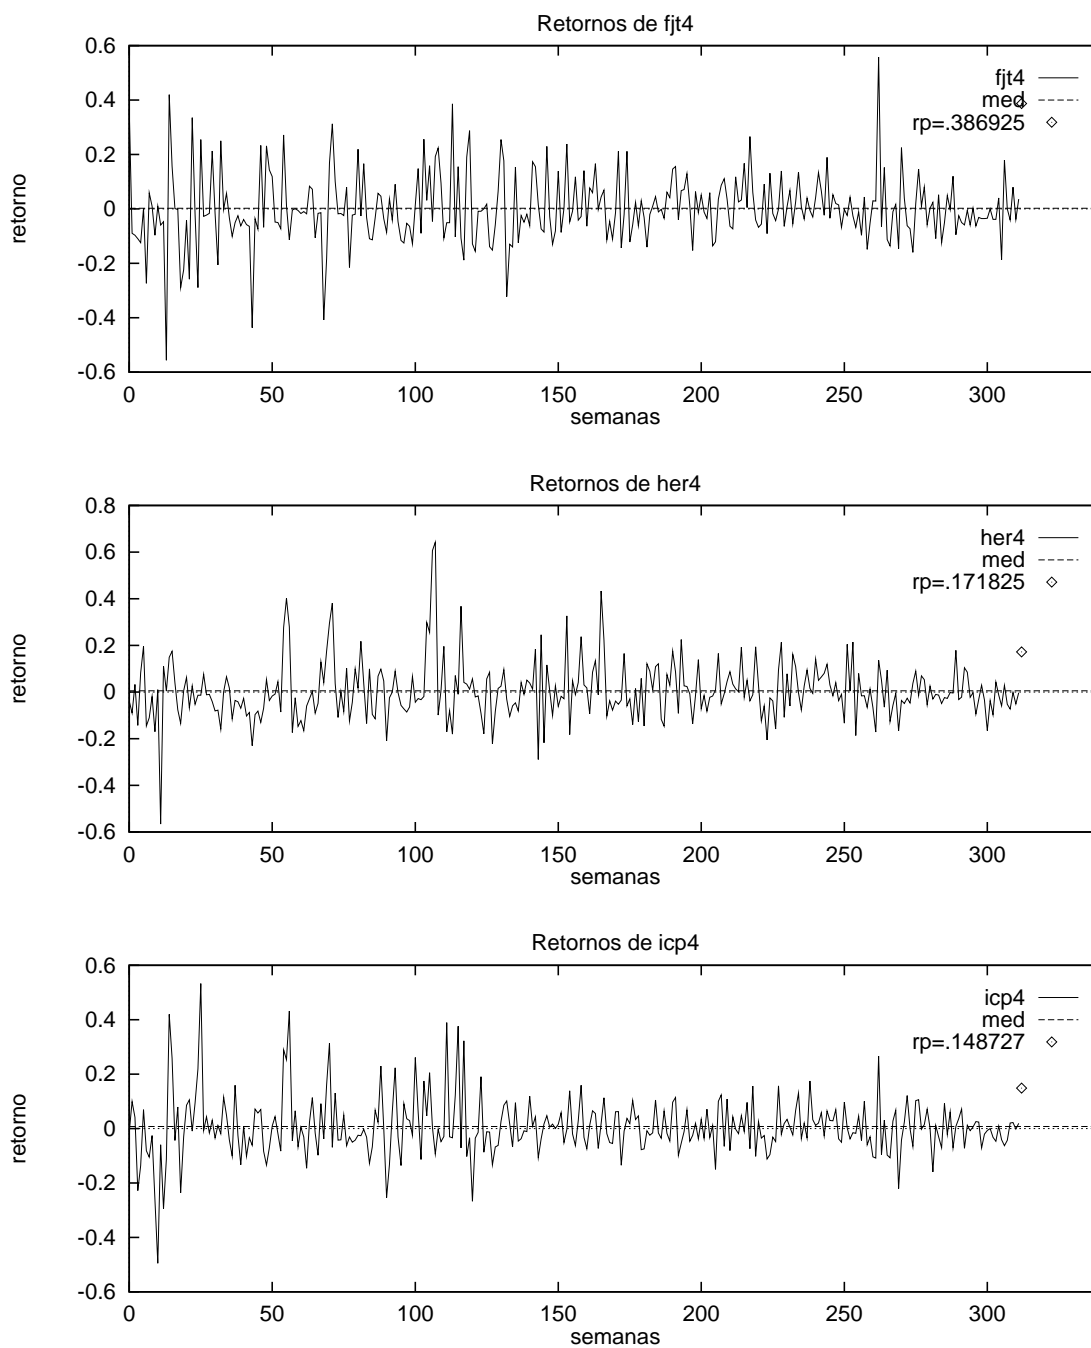 Retornos de fjt4
0.6
0.4
0.2
0
-0.2
-0.4
-0.6
retorno
fjt4
med
rp=.386925
0 50 100 150 200 250 300
semanas
Retornos de her4
0.8
0.6
0.4
0.2
0
-0.2
-0.4
-0.6
retorno
her4
med
rp=.171825
0 50 100 150 200 250 300
semanas
Retornos de icp4
0.6
0.4
0.2
0
-0.2
-0.4
-0.6
retorno
icp4
med
rp=.148727
0 50 100 150 200 250 300
semanas